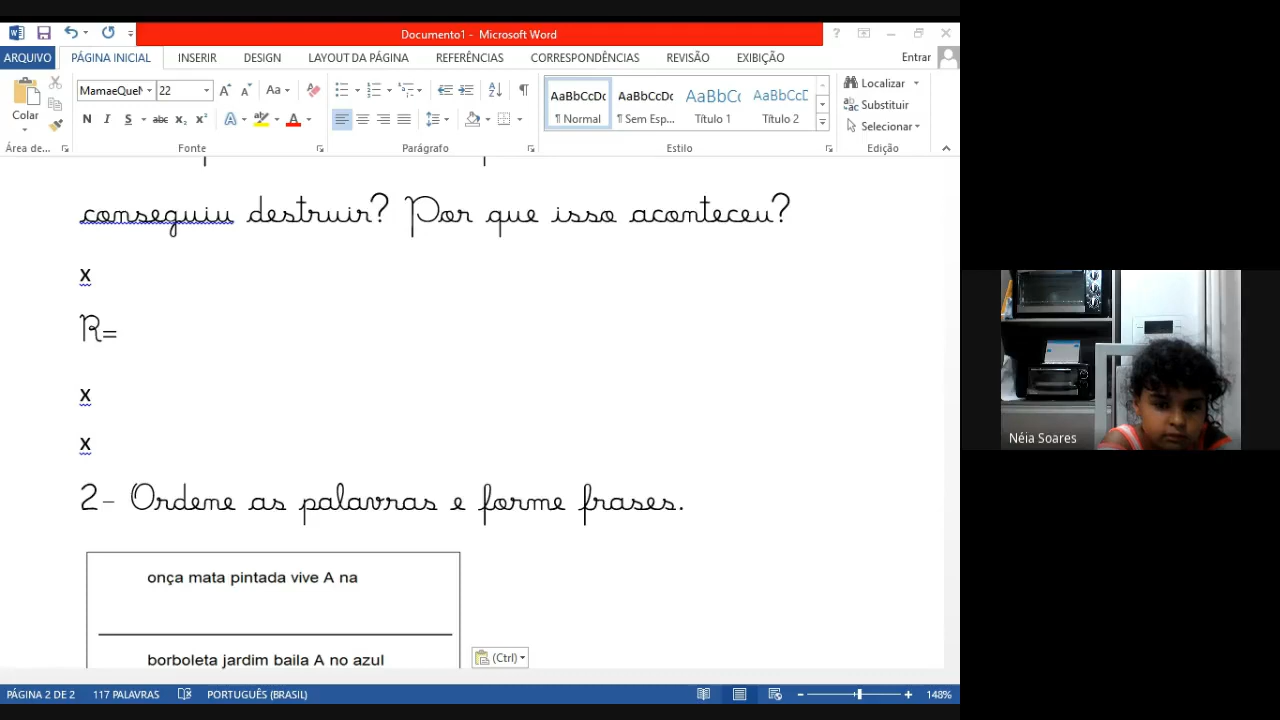 Documento1 - Microsoft Word
ARQUIVO PÁGINA INICIAL INSERIR DESIGN LAYOUT DA PÁGINA REFERÊNCIAS CORRESPONDÊNCIAS REVISÃO EXIBIÇÃO Entrar
MamaeQuel 22 Aa
Colar
N I S abc x₂ x² A A
AaBbCcDc AaBbCcDc AaBbCc AaBbCcD
¶ Normal ¶ Sem Esp... Título 1 Título 2
Localizar
Substituir
Selecionar
Área de... Fonte Parágrafo Estilo Edição
conseguiu destruir? Por que isso aconteceu?
x
R=
x
x
2- Ordene as palavras e forme frases.
onça mata pintada vive A na
borboleta jardim baila A no azul
(Ctrl)
Néia Soares
PÁGINA 2 DE 2 117 PALAVRAS PORTUGUÊS (BRASIL) 148%